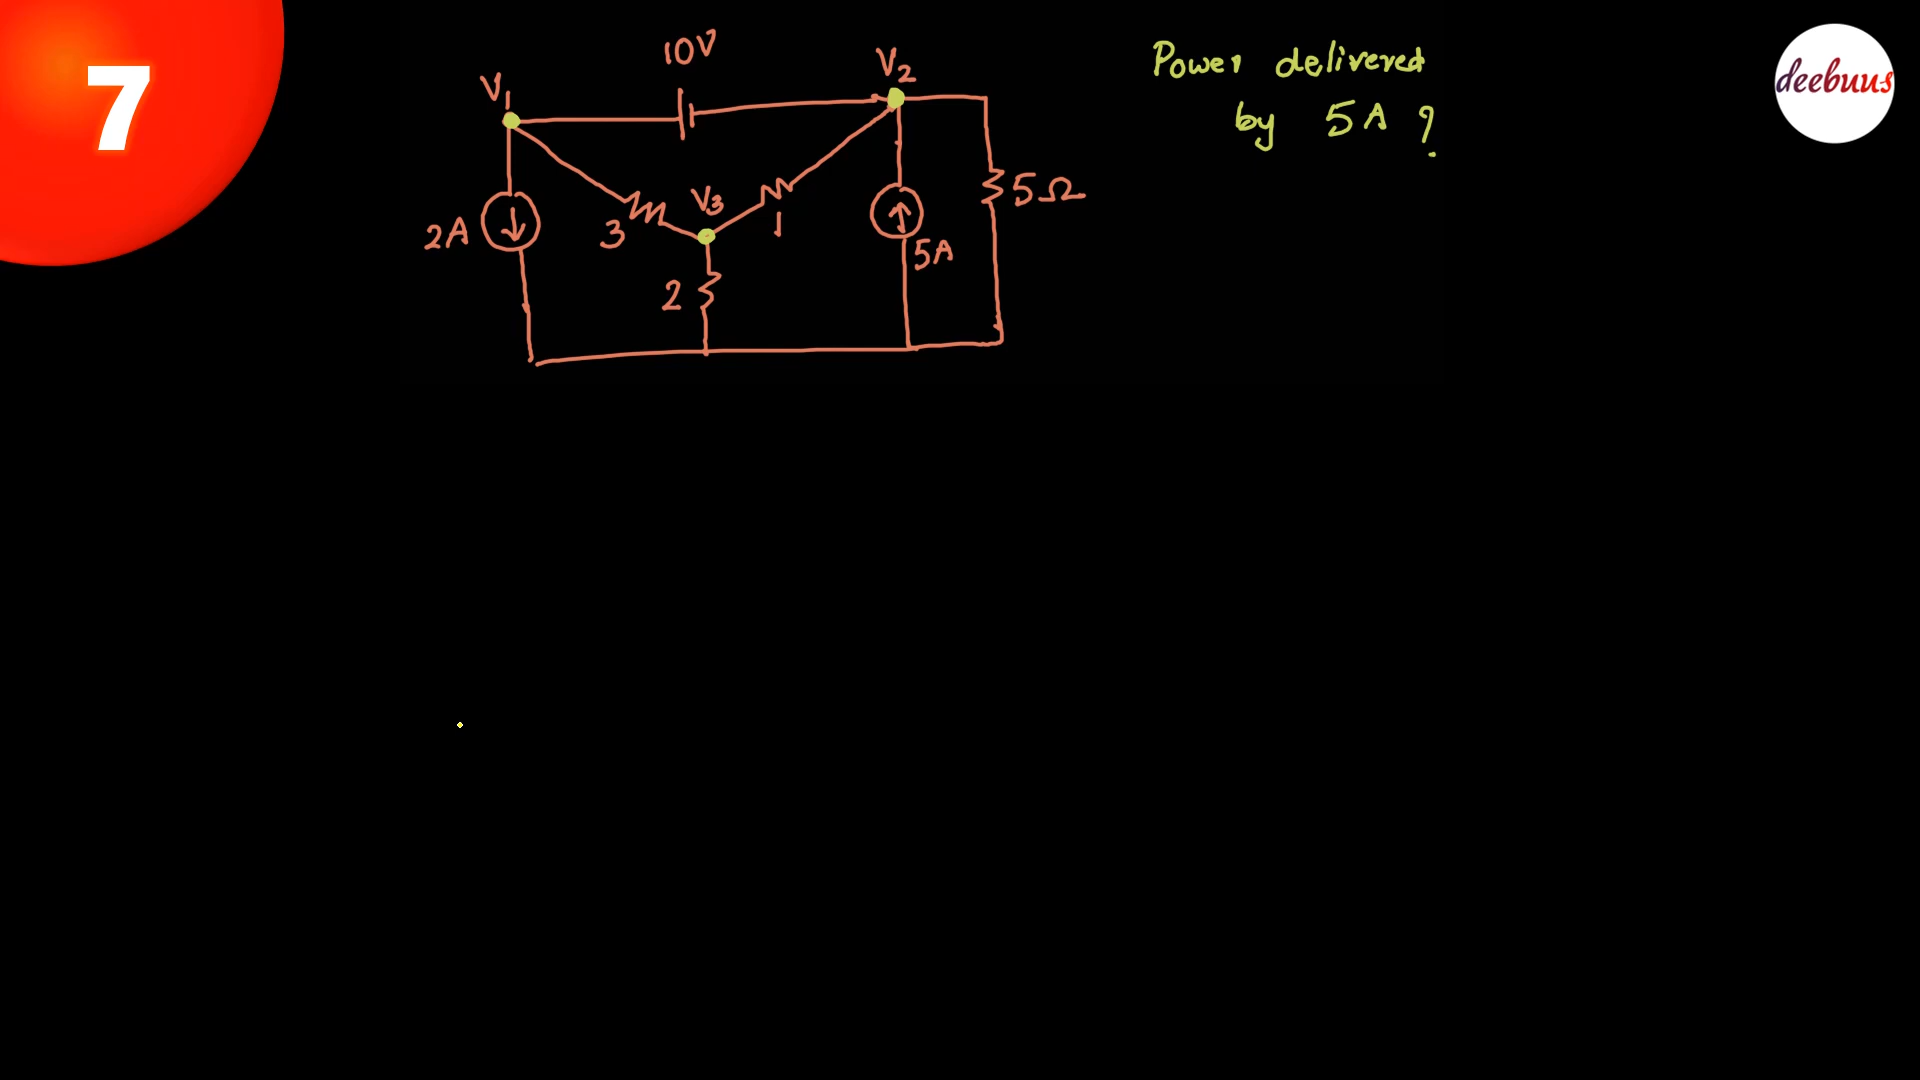 7
10V
V1
V2
Power delivered
by 5A ?
deebuus
2A
3
V3
1
5A
5Ω
2